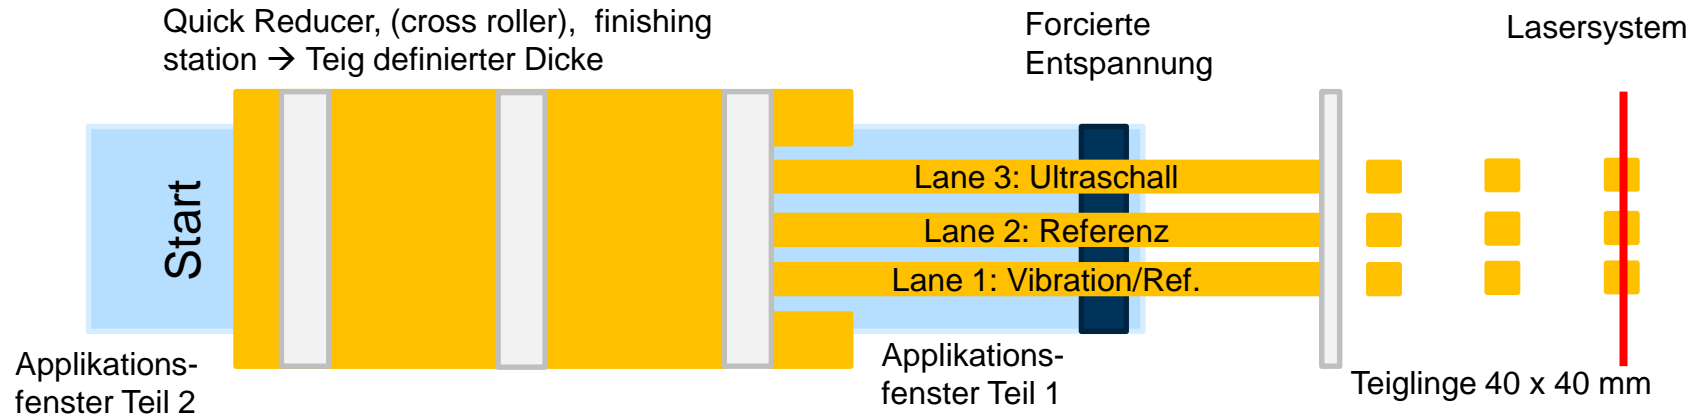 Quick Reducer, (cross roller), finishing
station → Teig definierter Dicke
Forcierte
Entspannung
Lasersystem
Start
Lane 3: Ultraschall
Lane 2: Referenz
Lane 1: Vibration/Ref.
Applikations-
fenster Teil 2
Applikations-
fenster Teil 1
Teiglinge 40 x 40 mm